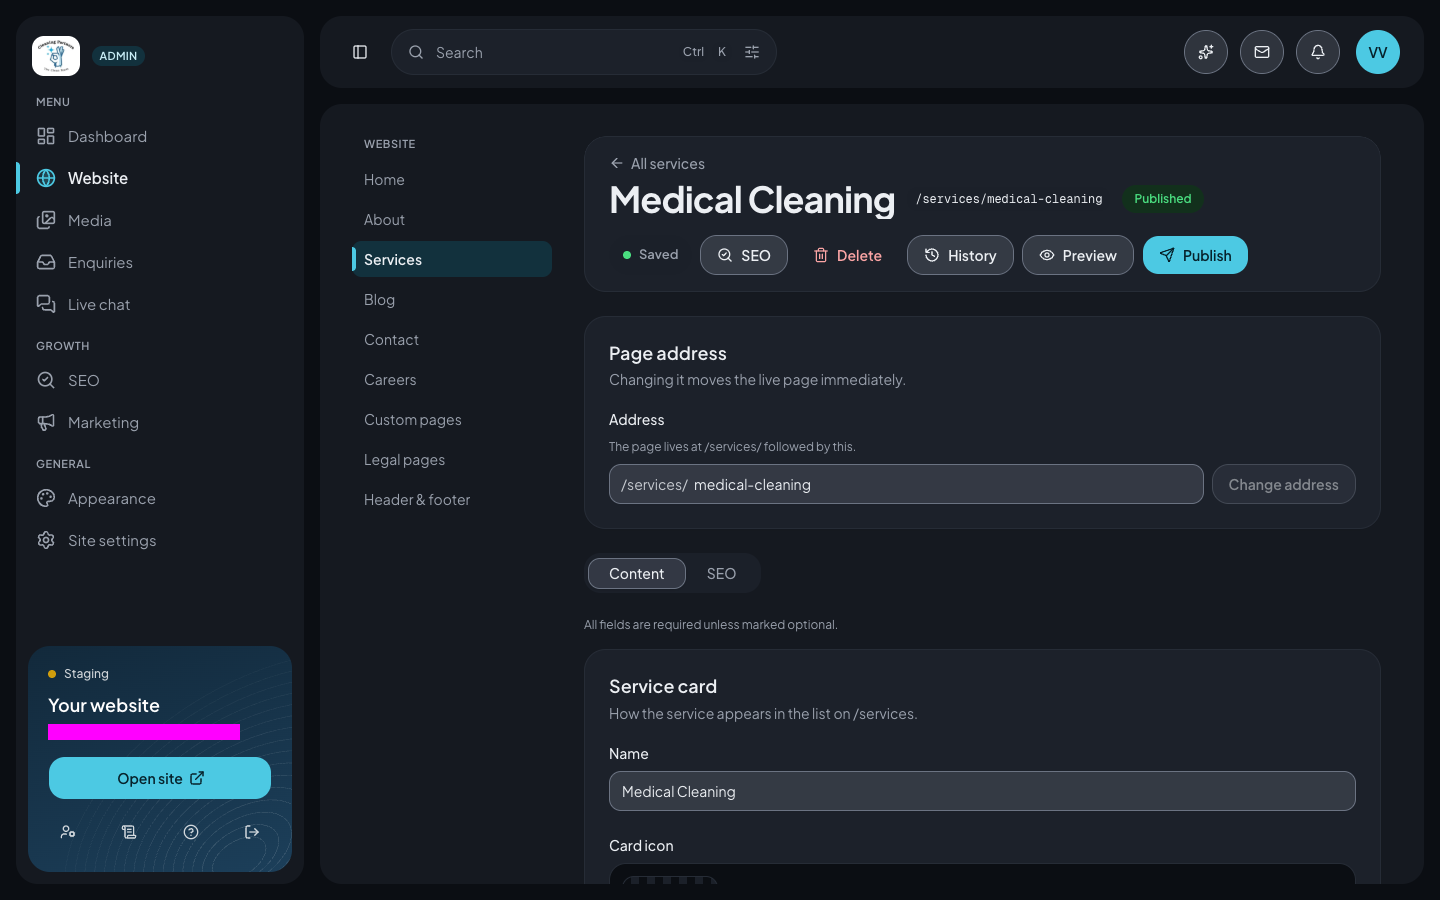 ADMIN
MENU
Dashboard
Website
Media
Enquiries
Live chat
GROWTH
SEO
Marketing
GENERAL
Appearance
Site settings
Staging
Your website
Open site
Search
Ctrl K
VV
WEBSITE
Home
About
Services
Blog
Contact
Careers
Custom pages
Legal pages
Header & footer
All services
Medical Cleaning /services/medical-cleaning Published
Saved SEO Delete History Preview Publish
Page address
Changing it moves the live page immediately.
Address
The page lives at /services/ followed by this.
/services/ medical-cleaning Change address
Content SEO
All fields are required unless marked optional.
Service card
How the service appears in the list on /services.
Name
Medical Cleaning
Card icon